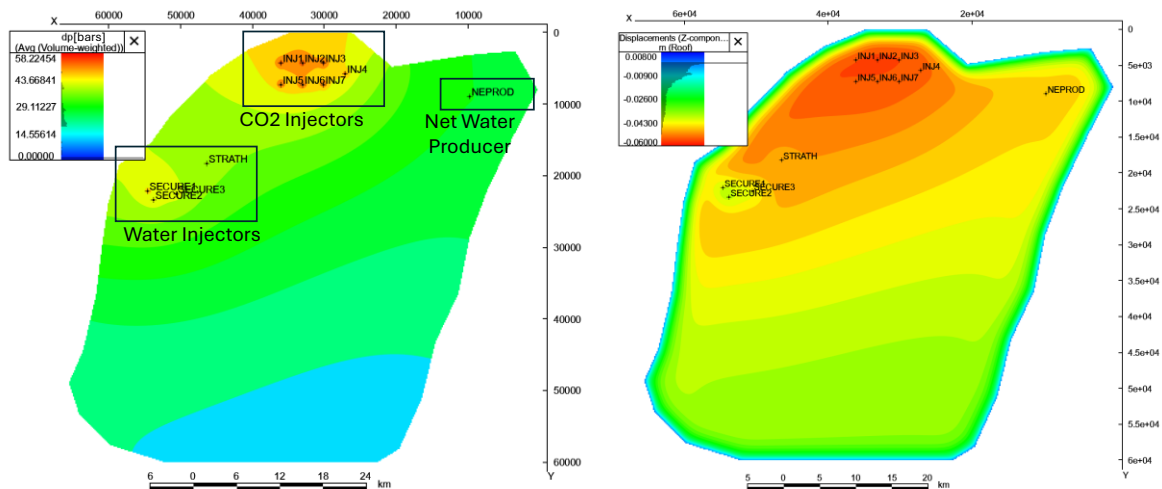 X
60000
50000
40000
30000
20000
10000
dp[bars]
(Avg (Volume-weighted))
58.22454
43.66841
29.11227
14.55614
0.00000
INJ1
INJ2
INJ3
INJ4
INJ5
INJ6
INJ7
CO2 Injectors
NEPROD
Net Water
Producer
STRATH
SECURE1
SECURE3
SECURE2
Water Injectors
0
10000
20000
30000
40000
50000
60000
Y
6 0 6 12 18 24 km
X
6e+04
4e+04
2e+04
Displacements (Z-compon...
m (Roof)
0.00800
-0.00900
-0.02600
-0.04300
-0.06000
INJ1
INJ2
INJ3
INJ4
INJ5
INJ6
INJ7
NEPROD
STRATH
SECURE1
SECURE3
SECURE2
0
5e+03
1e+04
1.5e+04
2e+04
2.5e+04
3e+04
3.5e+04
4e+04
4.5e+04
5e+04
5.5e+04
6e+04
Y
5 0 5 10 15 20 km